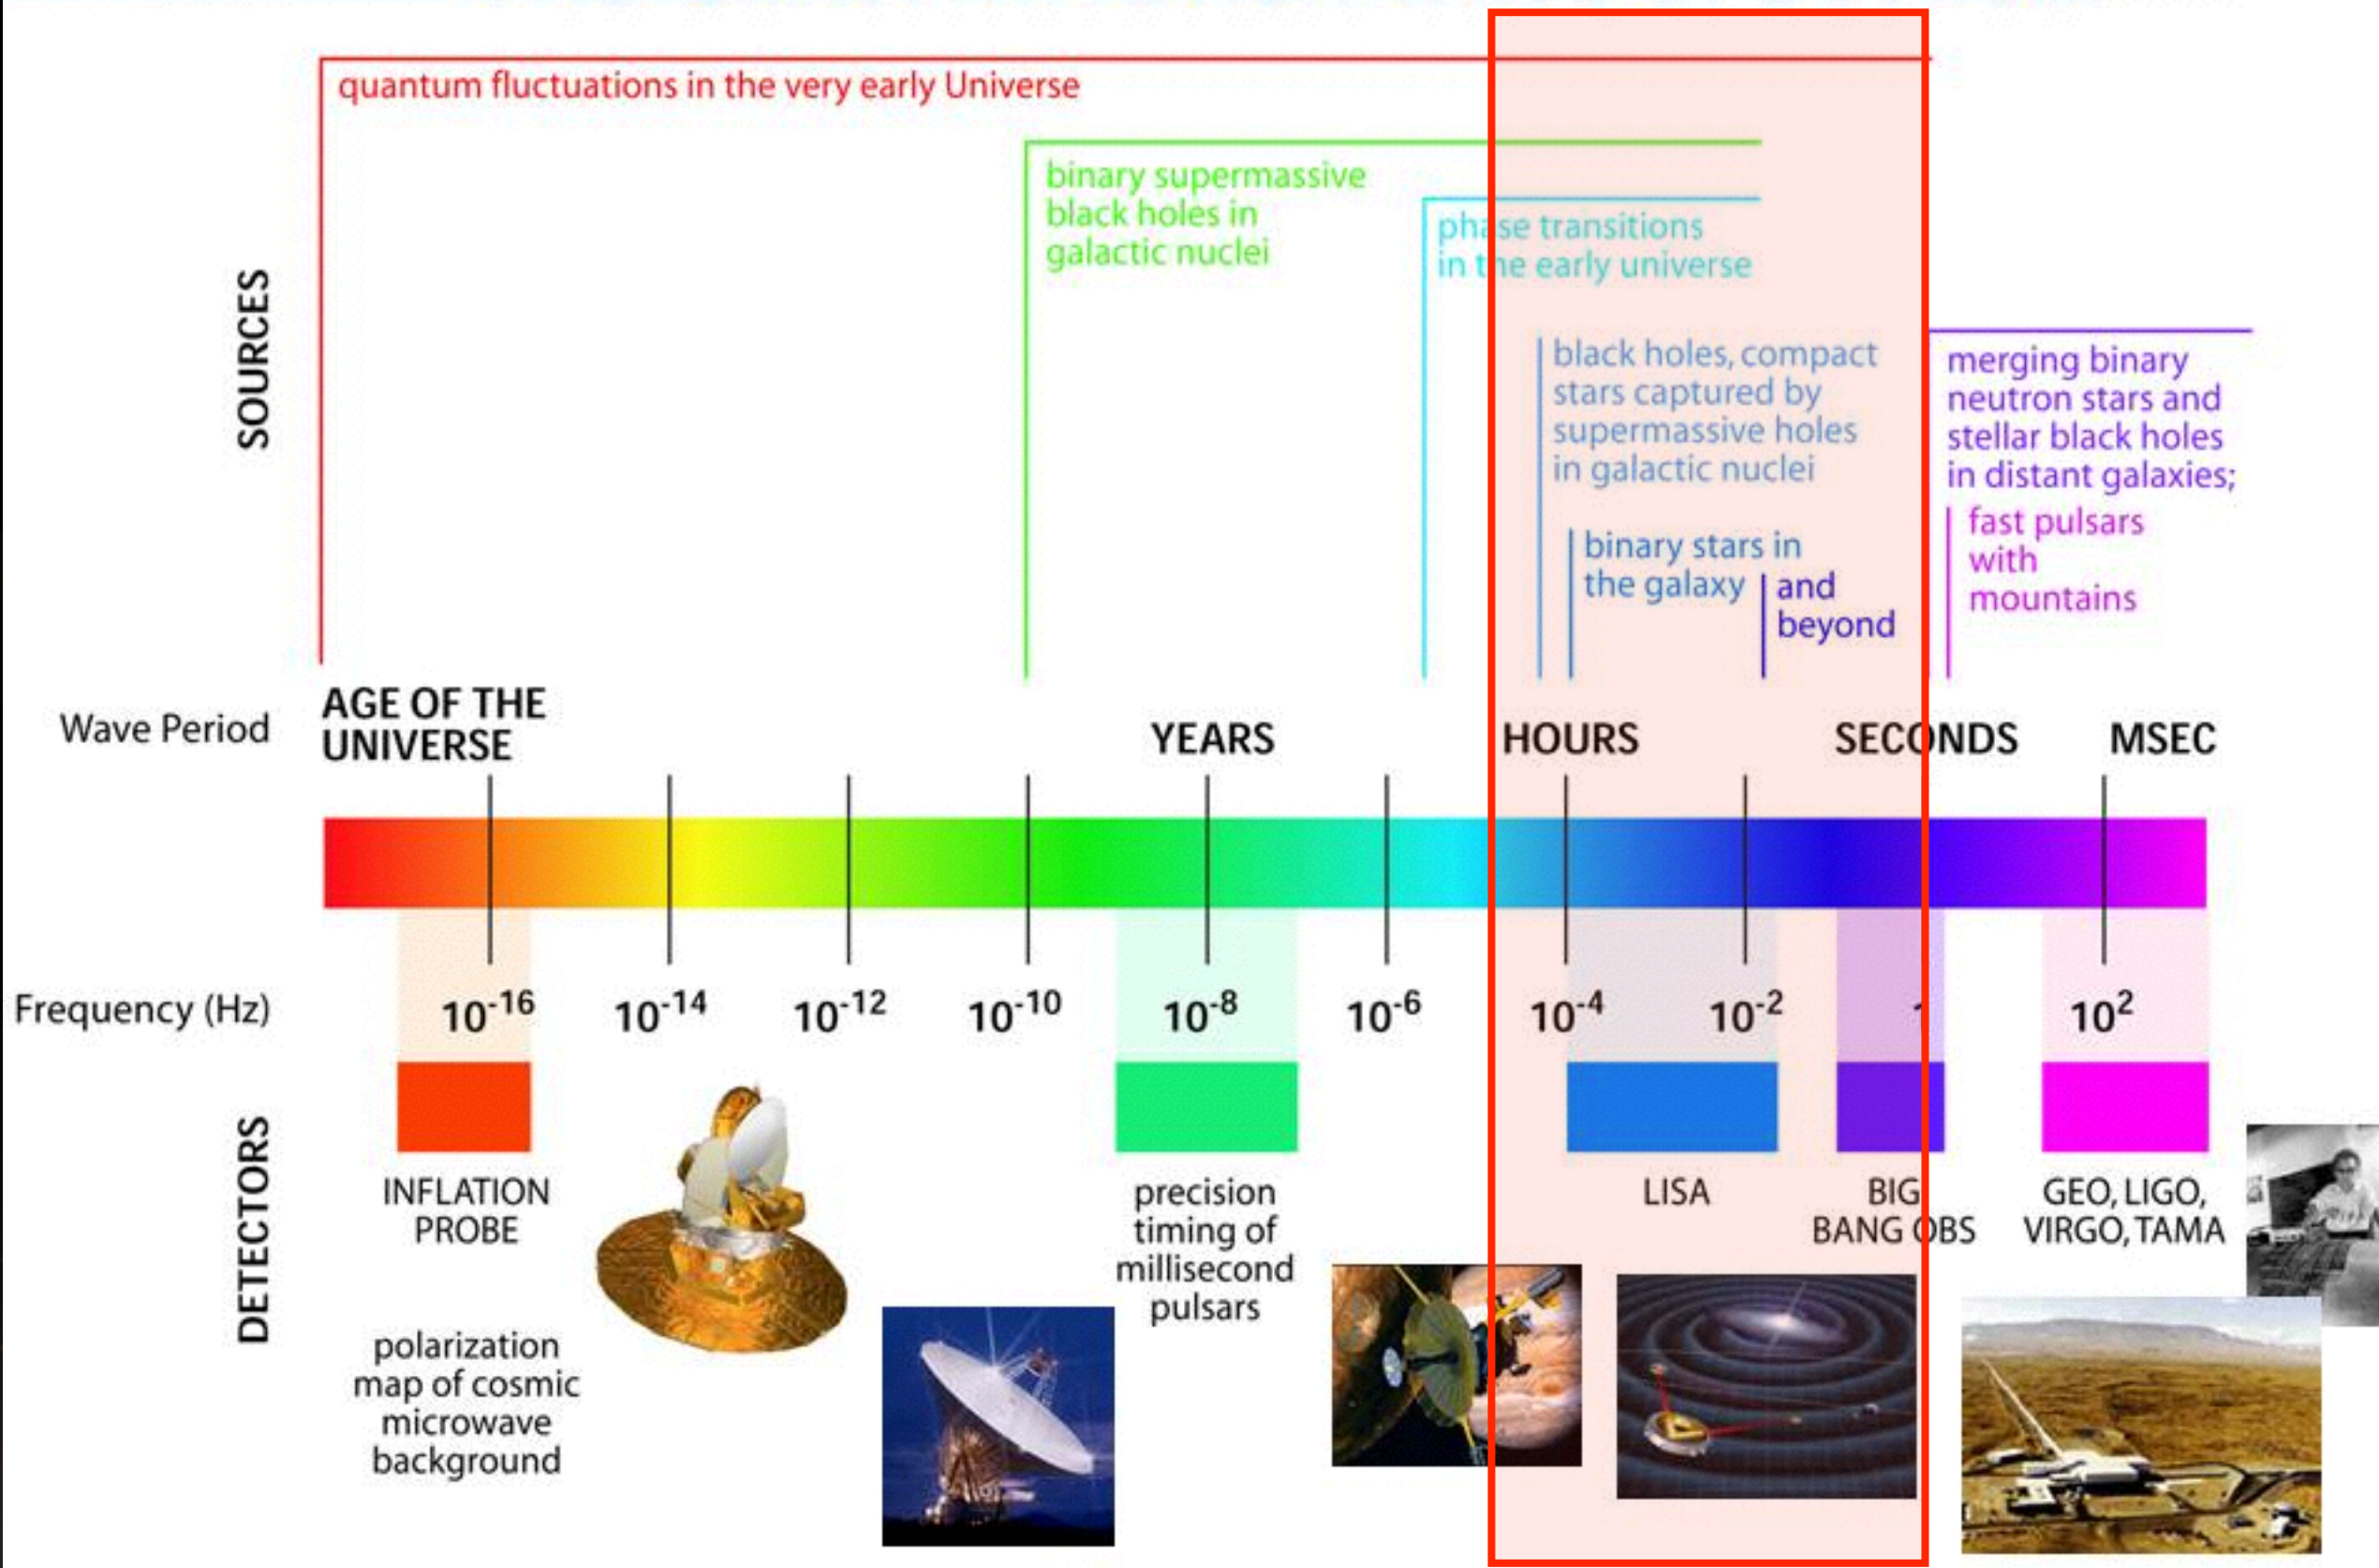 quantum fluctuations in the very early Universe
binary supermassive
black holes in
galactic nuclei
phase transitions
in the early universe
black holes, compact
stars captured by
supermassive holes
in galactic nuclei
binary stars in
the galaxy
and
beyond
merging binary
neutron stars and
stellar black holes
in distant galaxies;
fast pulsars
with
mountains
SOURCES
Wave Period
AGE OF THE
UNIVERSE
YEARS
HOURS
SECONDS
MSEC
Frequency (Hz)
10⁻¹⁶
10⁻¹⁴
10⁻¹²
10⁻¹⁰
10⁻⁸
10⁻⁶
10⁻⁴
10⁻²
1
10²
DETECTORS
INFLATION
PROBE
polarization
map of cosmic
microwave
background
precision
timing of
millisecond
pulsars
LISA
BIG
BANG OBS
GEO, LIGO,
VIRGO, TAMA